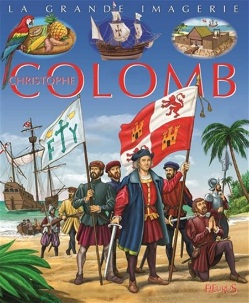 LA GRANDE IMAGERIE
CHRISTOPHE
COLOMB
F Y
FLEURUS